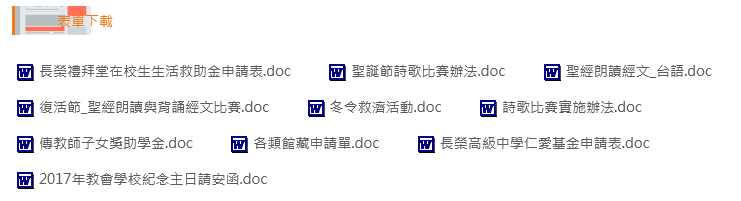 表單下載
長榮禮拜堂在校生生活救助金申請表.doc 聖誕節詩歌比賽辦法.doc 聖經朗讀經文_台語.doc
復活節_聖經朗讀與背誦經文比賽.doc 冬令救濟活動.doc 詩歌比賽實施辦法.doc
傳教師子女獎助學金.doc 各類館藏申請單.doc 長榮高級中學仁愛基金申請表.doc
2017年教會學校紀念主日請安函.doc